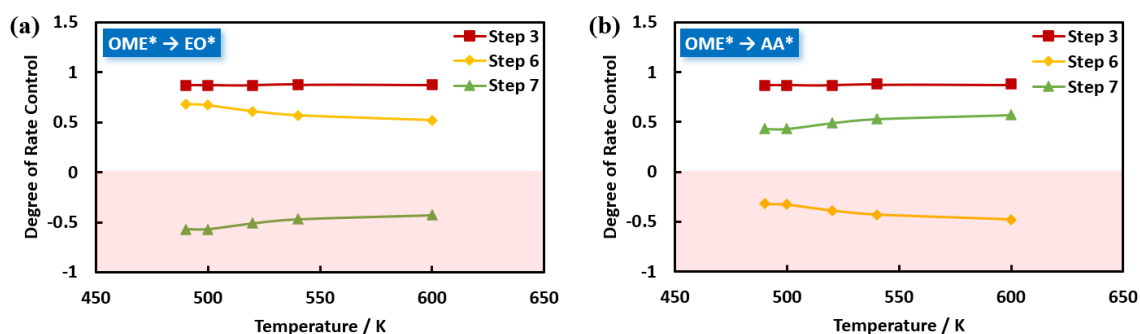 (a)
OME* → EO*
Step 3
Step 6
Step 7
Degree of Rate Control
1.5
1
0.5
0
-0.5
-1
450 500 550 600 650
Temperature / K
(b)
OME* → AA*
Step 3
Step 6
Step 7
Degree of Rate Control
1.5
1
0.5
0
-0.5
-1
450 500 550 600 650
Temperature / K